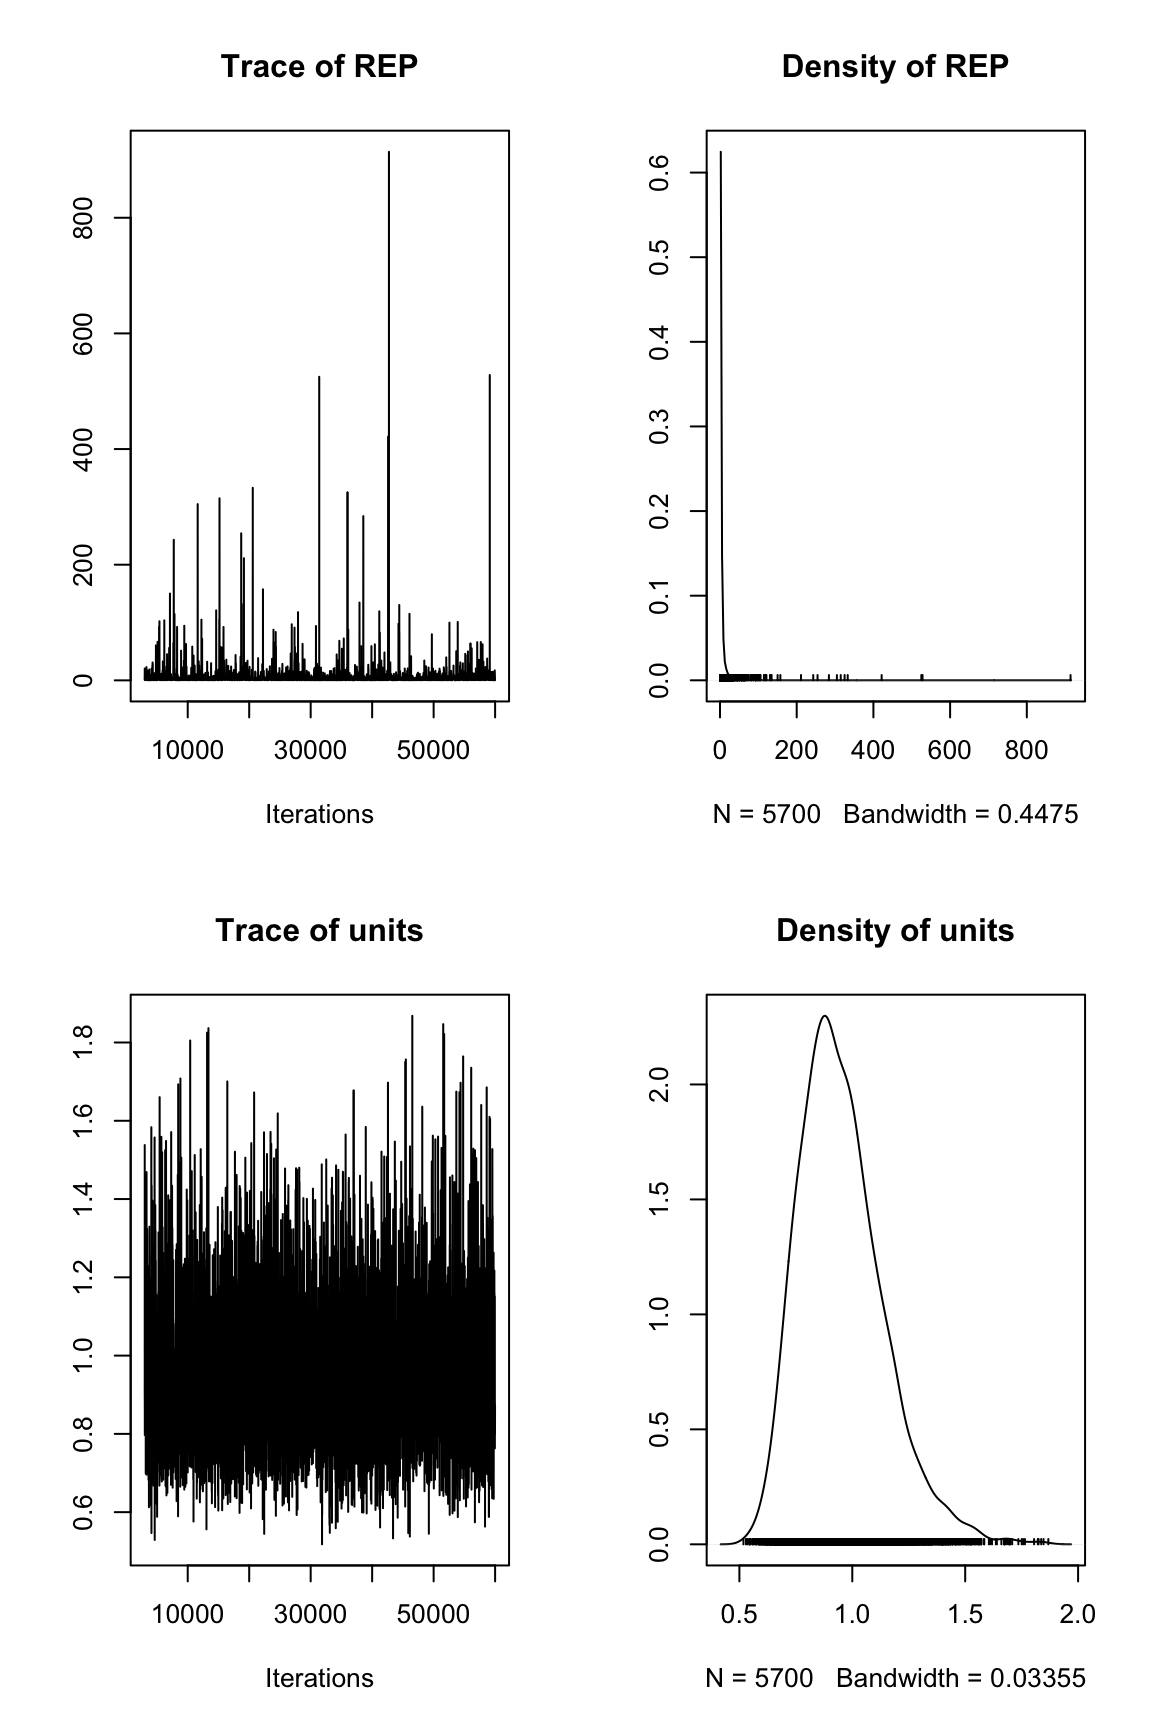 Trace of REP
0 200 400 600 800
10000 30000 50000
Iterations
Density of REP
0.0 0.1 0.2 0.3 0.4 0.5 0.6
0 200 400 600 800
N = 5700 Bandwidth = 0.4475
Trace of units
0.6 0.8 1.0 1.2 1.4 1.6 1.8
10000 30000 50000
Iterations
Density of units
0.0 0.5 1.0 1.5 2.0
0.5 1.0 1.5 2.0
N = 5700 Bandwidth = 0.03355